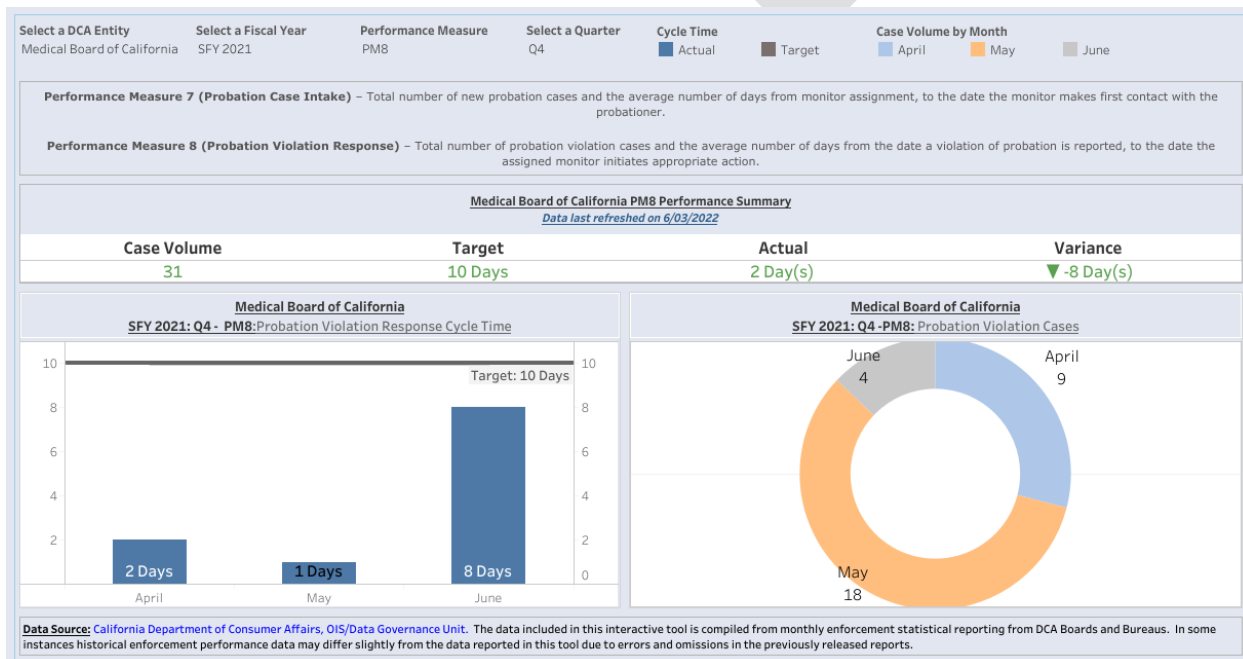 Select a DCA Entity Select a Fiscal Year Performance Measure Select a Quarter Cycle Time Case Volume by Month
Medical Board of California SFY 2021 PM8 Q4 Actual Target April May June
Performance Measure 7 (Probation Case Intake) – Total number of new probation cases and the average number of days from monitor assignment, to the date the monitor makes first contact with the
probationer.
Performance Measure 8 (Probation Violation Response) – Total number of probation violation cases and the average number of days from the date a violation of probation is reported, to the date the
assigned monitor initiates appropriate action.
Medical Board of California PM8 Performance Summary
Data last refreshed on 6/03/2022
Case Volume Target Actual Variance
31 10 Days 2 Day(s) ▼ -8 Day(s)
Medical Board of California
SFY 2021: Q4 - PM8:Probation Violation Response Cycle Time
10 10
Target: 10 Days
8 8
6 6
4 4
2 2
0
2 Days 1 Days 8 Days
April May June
Medical Board of California
SFY 2021: Q4 -PM8: Probation Violation Cases
June
4
April
9
May
18
Data Source: California Department of Consumer Affairs, OIS/Data Governance Unit. The data included in this interactive tool is compiled from monthly enforcement statistical reporting from DCA Boards and Bureaus. In some
instances historical enforcement performance data may differ slightly from the data reported in this tool due to errors and omissions in the previously released reports.